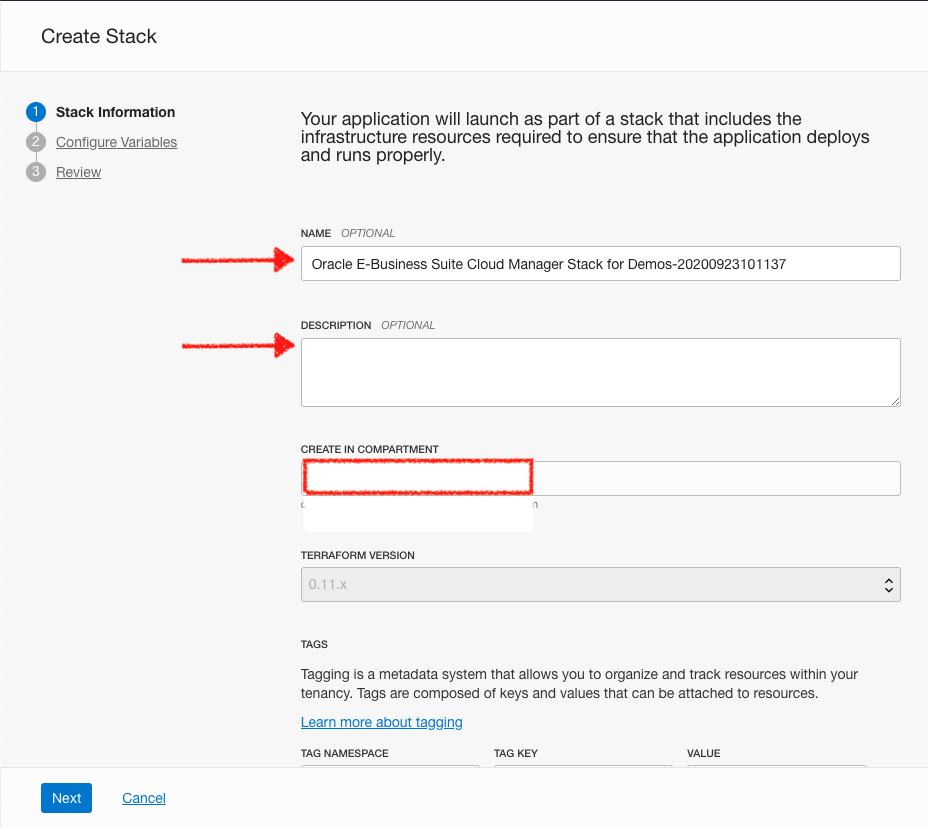 Create Stack
1 Stack Information
2 Configure Variables
3 Review
Your application will launch as part of a stack that includes the
infrastructure resources required to ensure that the application deploys
and runs properly.
NAME OPTIONAL
Oracle E-Business Suite Cloud Manager Stack for Demos-20200923101137
DESCRIPTION OPTIONAL
CREATE IN COMPARTMENT
TERRAFORM VERSION
0.11.x
TAGS
Tagging is a metadata system that allows you to organize and track resources within your
tenancy. Tags are composed of keys and values that can be attached to resources.
Learn more about tagging
TAG NAMESPACE TAG KEY VALUE
Next Cancel